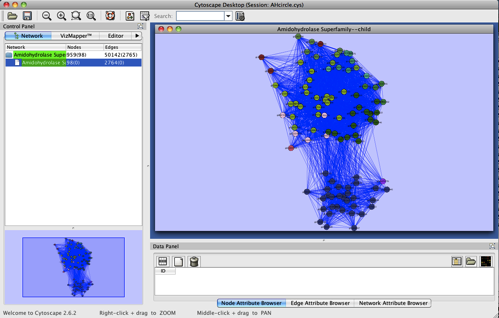 Cytoscape Desktop (Session: AHcircle.cys)
Search:
Control Panel
Network VizMapper™ Editor
Network Nodes Edges
Amidohydrolase Supe 959(98) 50142(2765)
Amidohydrolase S 98(0) 2764(0)
Amidohydrolase Superfamily--child
Data Panel
ID
Node Attribute Browser Edge Attribute Browser Network Attribute Browser
Welcome to Cytoscape 2.6.2 Right-click + drag to ZOOM Middle-click + drag to PAN